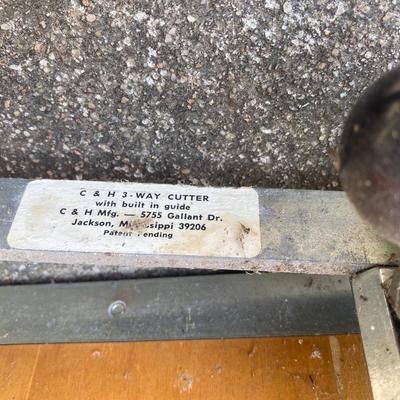 C & H 3-WAY CUTTER
with built in guide
C & H Mfg. — 5755 Gallant Dr.
Jackson, Mississippi 39206
Patent Pending